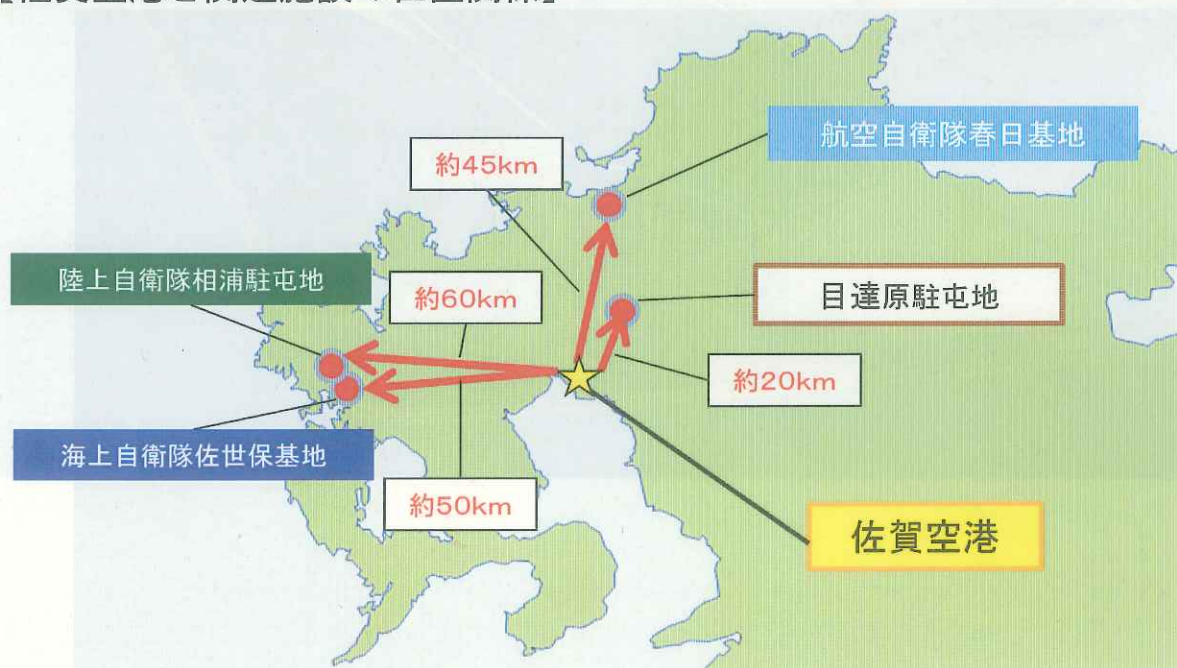 航空自衛隊春日基地
約45km
陸上自衛隊相浦駐屯地
約60km
目達原駐屯地
約20km
海上自衛隊佐世保基地
約50km
佐賀空港